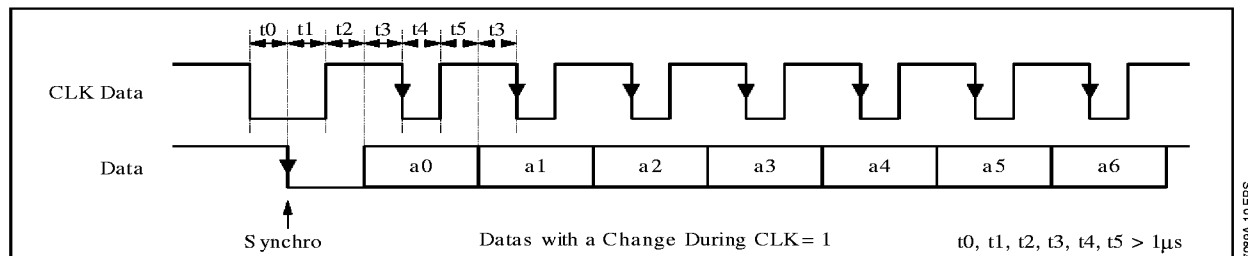 t0 t1 t2 t3 t4 t5 t3
CLK Data
Data
a0 a1 a2 a3 a4 a5 a6
Synchro
Datas with a Change During CLK= 1
t0, t1, t2, t3, t4, t5 > 1µs